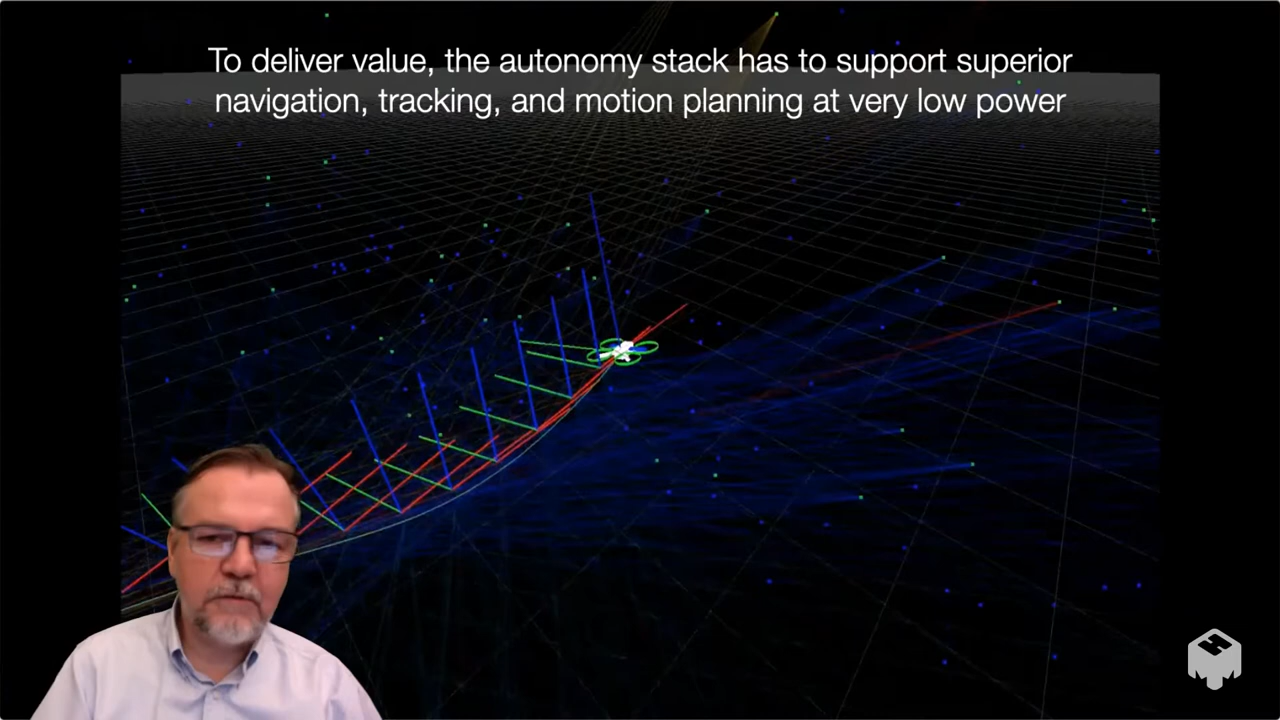 To deliver value, the autonomy stack has to support superior
navigation, tracking, and motion planning at very low power